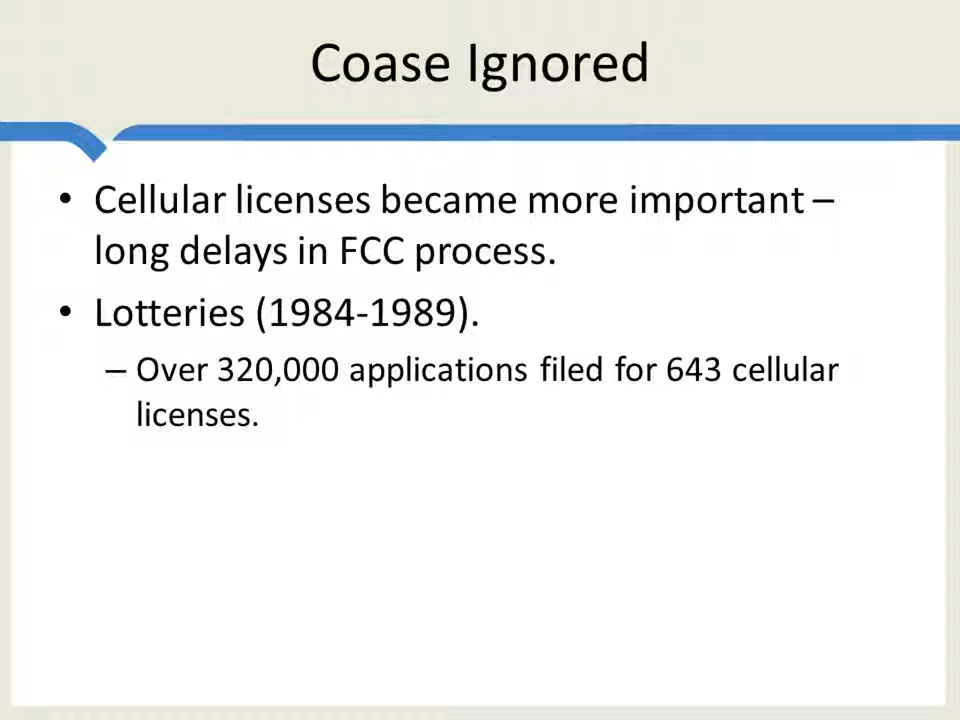 Coase Ignored
• Cellular licenses became more important –
long delays in FCC process.
• Lotteries (1984-1989).
– Over 320,000 applications filed for 643 cellular
licenses.